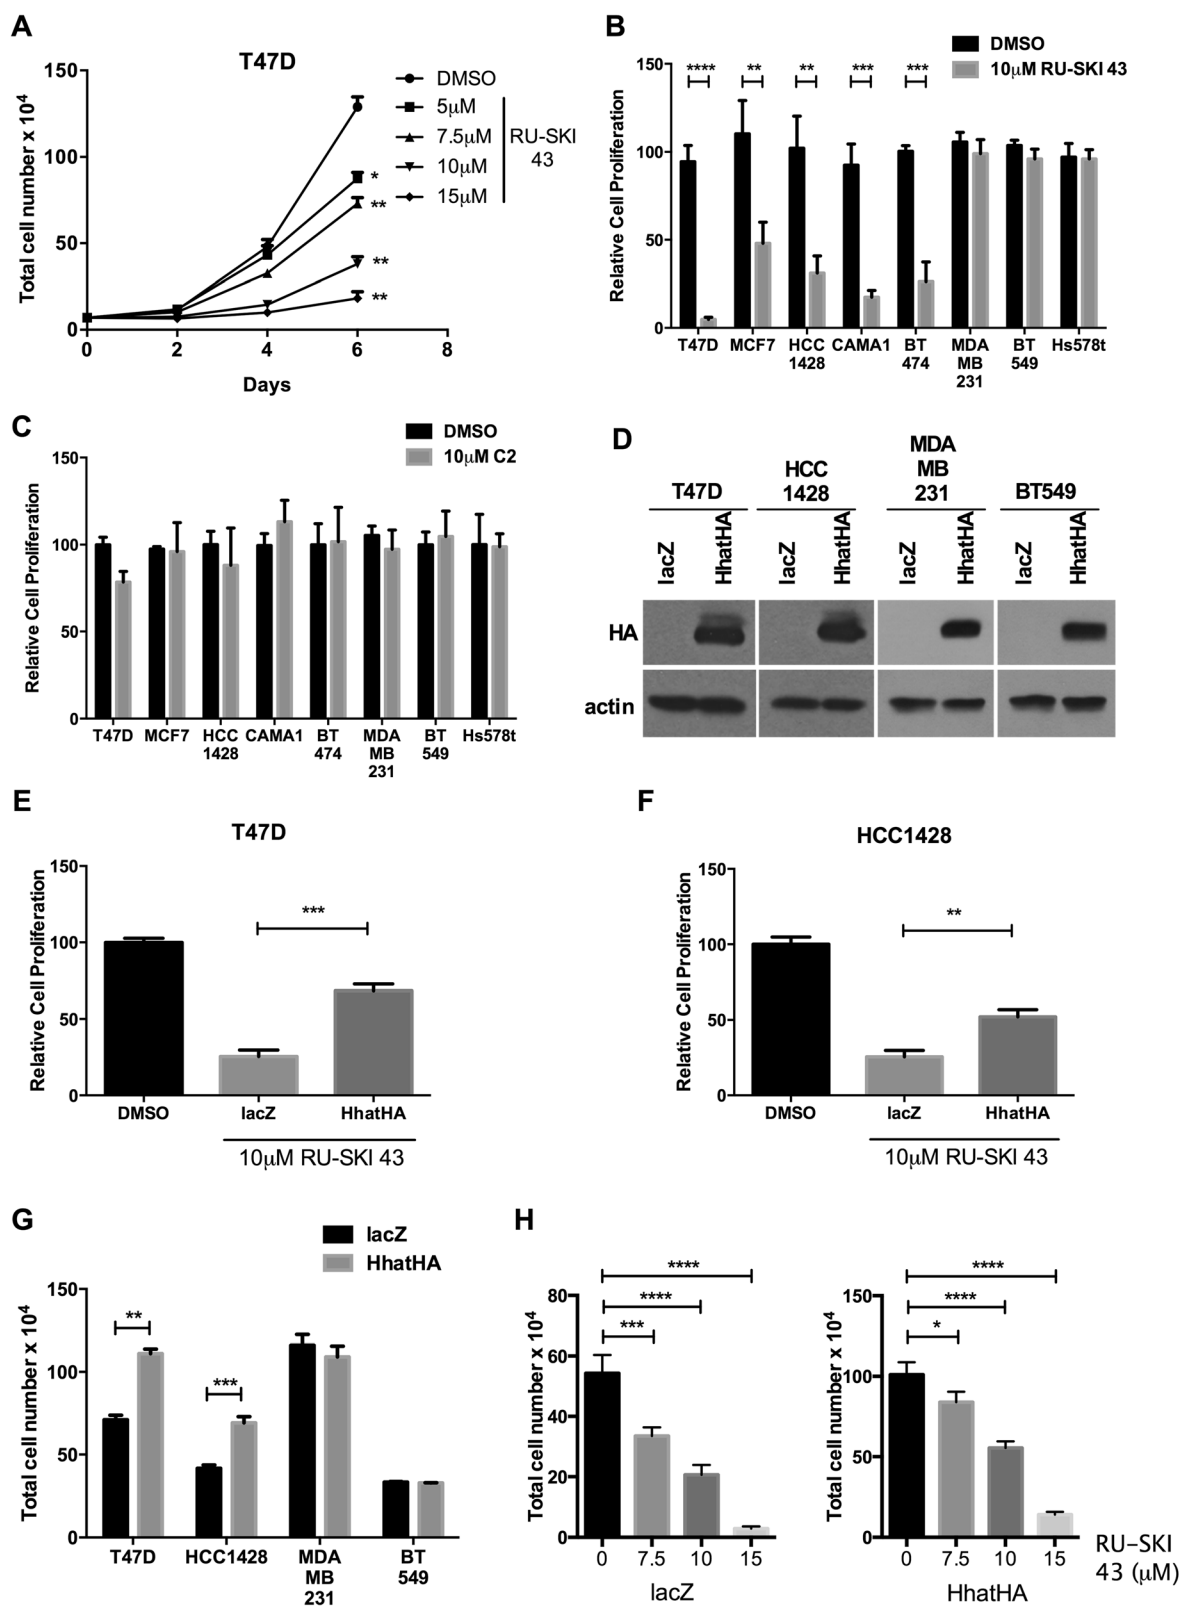 A
T47D
150
100
50
0
0 2 4 6 8
Total cell number x 10⁴
Days
DMSO
5μM
7.5μM
10μM
15μM
RU-SKI
43
*
**
**
**
B
DMSO
10μM RU-SKI 43
150
100
50
0
Relative Cell Proliferation
**** ** ** *** ***
T47D MCF7 HCC CAMA1 BT MDA BT Hs578t
1428 474 MB 549
231
C
DMSO
10μM C2
150
100
50
0
Relative Cell Proliferation
T47D MCF7 HCC CAMA1 BT MDA BT Hs578t
1428 474 MB 549
231
D
T47D
HCC
1428
MDA
MB
231
BT549
lacZ HhatHA lacZ HhatHA lacZ HhatHA lacZ HhatHA
HA
actin
E
T47D
150
100
50
0
Relative Cell Proliferation
***
DMSO lacZ HhatHA
10μM RU-SKI 43
F
HCC1428
150
100
50
0
Relative Cell Proliferation
**
DMSO lacZ HhatHA
10μM RU-SKI 43
G
lacZ
HhatHA
150
100
50
0
Total cell number x 10⁴
**
***
T47D HCC1428 MDA BT
MB 549
231
H
80
60
40
20
0
Total cell number x 10⁴
****
****
***
0 7.5 10 15
lacZ
150
100
50
0
Total cell number x 10⁴
****
****
*
0 7.5 10 15
HhatHA
RU-SKI
43 (μM)